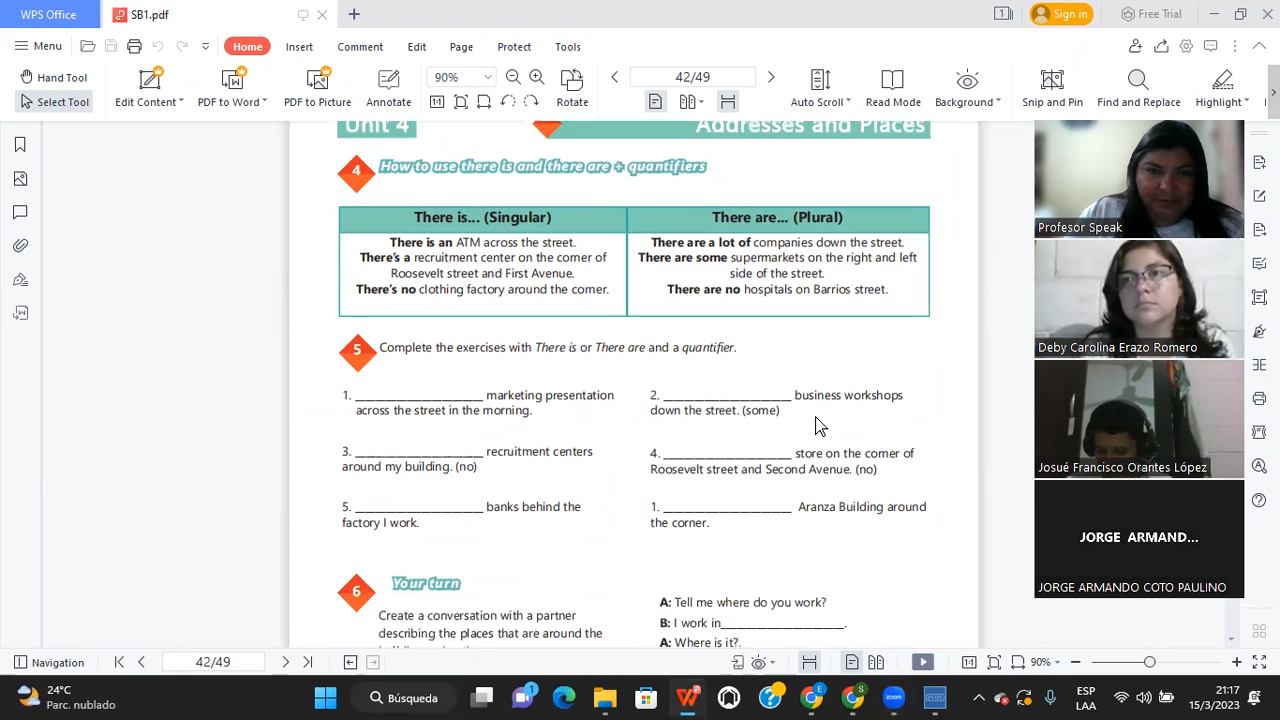 WPS Office
SB1.pdf
1
Sign in
Free Trial
Menu
Home
Insert
Comment
Edit
Page
Protect
Tools
Hand Tool
Select Tool
Edit Content
PDF to Word
PDF to Picture
Annotate
90%
Rotate
42/49
Auto Scroll
Read Mode
Background
Snip and Pin
Find and Replace
Highlight
Unit 4
Addresses and Places
4
How to use there is and there are + quantifiers
There is... (Singular)
There are... (Plural)
There is an ATM across the street.
There's a recruitment center on the corner of
Roosevelt street and First Avenue.
There's no clothing factory around the corner.
There are a lot of companies down the street.
There are some supermarkets on the right and left
side of the street.
There are no hospitals on Barrios street.
5
Complete the exercises with There is or There are and a quantifier.
1. ____________________ marketing presentation
across the street in the morning.
2. ____________________ business workshops
down the street. (some)
3. ____________________ recruitment centers
around my building. (no)
4. ____________________ store on the corner of
Roosevelt street and Second Avenue. (no)
5. ____________________ banks behind the
factory I work.
1. ____________________ Aranza Building around
the corner.
6
Your turn
Create a conversation with a partner
describing the places that are around the
A: Tell me where do you work?
B: I work in____________________.
A: Where is it?
Profesor Speak
Deby Carolina Erazo Romero
Josué Francisco Orantes López
JORGE ARMAND...
JORGE ARMANDO COTO PAULINO
Navigation
42/49
90%
24°C
Parc. nublado
Búsqueda
ESP
LAA
21:17
15/3/2023